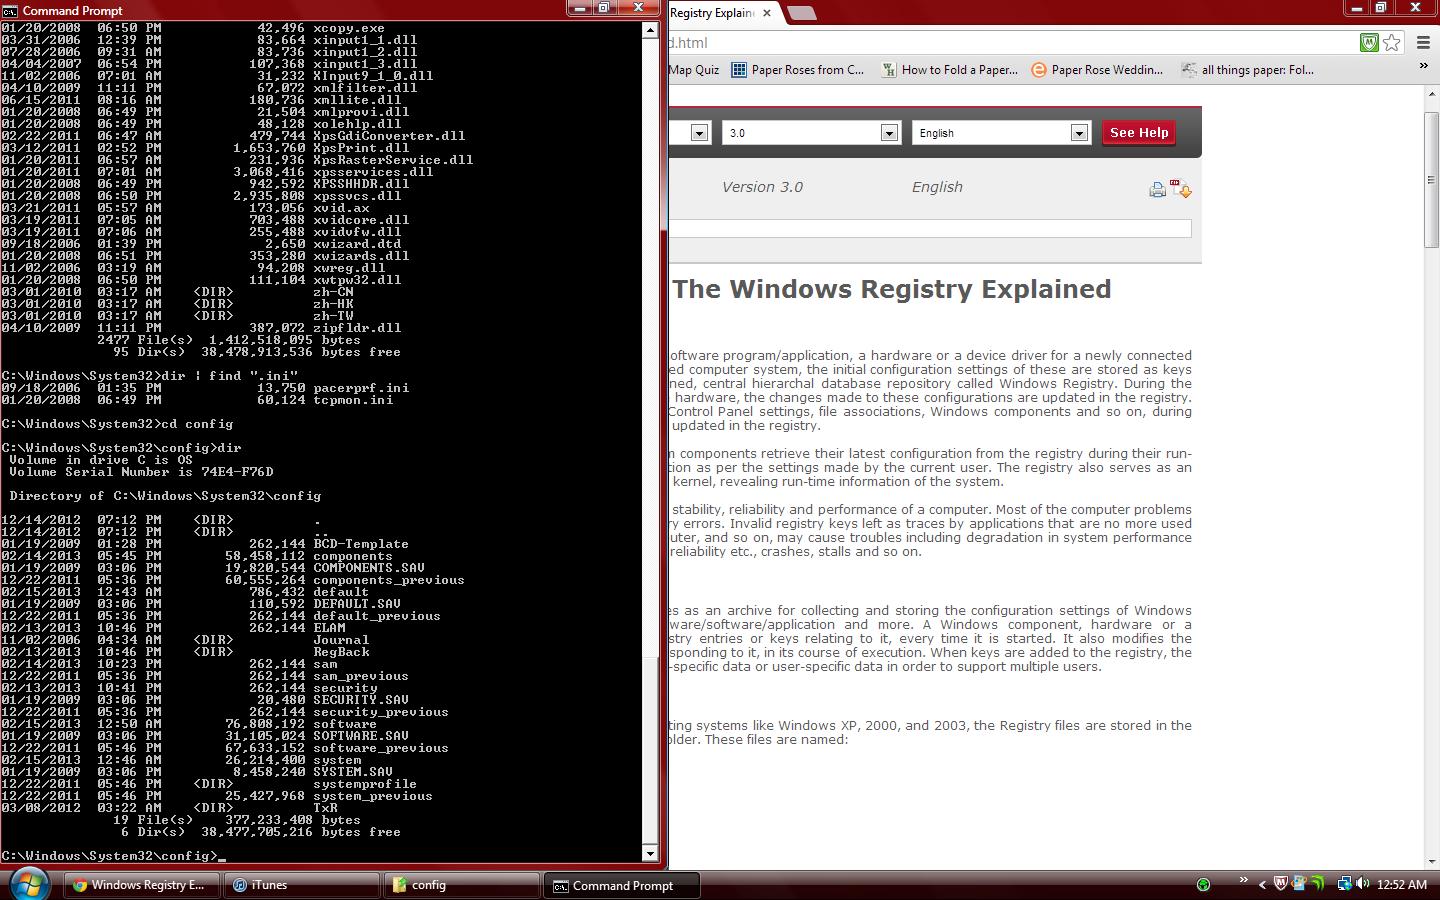 Command Prompt
01/20/2008  06:50 PM            42,496 xcopy.exe
03/31/2006  12:39 PM            83,664 xinput1_1.dll
07/28/2006  09:31 AM            83,736 xinput1_2.dll
04/04/2007  06:54 PM           107,368 xinput1_3.dll
11/02/2006  07:01 AM            31,232 XInput9_1_0.dll
04/10/2009  11:11 PM            67,072 xmlfilter.dll
06/15/2011  08:16 AM           180,736 xmllite.dll
01/20/2008  06:49 PM            21,504 xmlprovi.dll
01/20/2008  06:49 PM            48,128 xolehlp.dll
02/22/2011  06:47 AM           479,744 XpsGdiConverter.dll
03/12/2011  02:52 PM         1,653,760 XpsPrint.dll
01/20/2011  06:57 AM           231,936 XpsRasterService.dll
01/20/2011  07:01 AM         3,068,416 xpsservices.dll
01/20/2008  06:49 PM           942,592 XPSSHHDR.dll
01/20/2008  06:50 PM         2,935,808 xpssvcs.dll
03/21/2011  05:57 AM           173,056 xvid.ax
03/19/2011  07:05 AM           703,488 xvidcore.dll
03/19/2011  07:06 AM           255,488 xvidvfw.dll
09/18/2006  01:39 PM             2,650 xwizard.dtd
01/20/2008  06:51 PM           353,280 xwizards.dll
11/02/2006  03:19 AM            94,208 xwreg.dll
01/20/2008  06:50 PM           111,104 xwtpw32.dll
03/01/2010  03:17 AM    <DIR>          zh-CN
03/01/2010  03:17 AM    <DIR>          zh-HK
03/01/2010  03:17 AM    <DIR>          zh-TW
04/10/2009  11:11 PM           387,072 zipfldr.dll
2477 File(s)  1,412,518,095 bytes
95 Dir(s)  38,478,913,536 bytes free
C:\Windows\System32>dir | find ".ini"
09/18/2006  01:35 PM            13,750 pacerprf.ini
01/20/2008  06:49 PM            60,124 tcpmon.ini
C:\Windows\System32>cd config
C:\Windows\System32\config>dir
Volume in drive C is OS
Volume Serial Number is 74E4-F76D
Directory of C:\Windows\System32\config
12/14/2012  07:12 PM    <DIR>          .
12/14/2012  07:12 PM    <DIR>          ..
01/19/2009  01:28 PM           262,144 BCD-Template
02/14/2013  05:45 PM        58,458,112 components
01/19/2009  03:06 PM        19,820,544 COMPONENTS.SAV
12/22/2011  05:36 PM        60,555,264 components_previous
02/15/2013  12:43 AM           786,432 default
01/19/2009  03:06 PM           110,592 DEFAULT.SAV
12/22/2011  05:36 PM           262,144 default_previous
02/13/2013  10:46 PM           262,144 ELAM
11/02/2006  04:34 AM    <DIR>          Journal
02/13/2013  10:46 PM    <DIR>          RegBack
02/14/2013  10:23 PM           262,144 sam
12/22/2011  05:36 PM           262,144 sam_previous
02/13/2013  10:41 PM           262,144 security
01/19/2009  03:06 PM            20,480 SECURITY.SAV
12/22/2011  05:36 PM           262,144 security_previous
02/15/2013  12:50 AM        76,808,192 software
01/19/2009  03:06 PM        31,105,024 SOFTWARE.SAV
12/22/2011  05:46 PM        67,633,152 software_previous
02/15/2013  12:46 AM        26,214,400 system
01/19/2009  03:06 PM         8,458,240 SYSTEM.SAV
12/22/2011  05:46 PM    <DIR>          systemprofile
12/22/2011  05:46 PM        25,427,968 system_previous
03/08/2012  03:22 AM    <DIR>          TxR
19 File(s)    377,233,408 bytes
6 Dir(s)  38,477,705,216 bytes free
C:\Windows\System32\config>_
Registry Explain
d.html
Map Quiz  Paper Roses from C...  How to Fold a Paper...  Paper Rose Weddin...  all things paper: Fol...  »
3.0  English  See Help
Version 3.0  English
The Windows Registry Explained
oftware program/application, a hardware or a device driver for a newly connected
ed computer system, the initial configuration settings of these are stored as keys
ned, central hierarchal database repository called Windows Registry. During the
hardware, the changes made to these configurations are updated in the registry.
Control Panel settings, file associations, Windows components and so on, during
updated in the registry.
m components retrieve their latest configuration from the registry during their run-
tion as per the settings made by the current user. The registry also serves as an
kernel, revealing run-time information of the system.
stability, reliability and performance of a computer. Most of the computer problems
ry errors. Invalid registry keys left as traces by applications that are no more used
puter, and so on, may cause troubles including degradation in system performance
reliability etc., crashes, stalls and so on.
es as an archive for collecting and storing the configuration settings of Windows
ware/software/application and more. A Windows component, hardware or a
stry entries or keys relating to it, every time it is started. It also modifies the
sponding to it, in its course of execution. When keys are added to the registry, the
-specific data or user-specific data in order to support multiple users.
ting systems like Windows XP, 2000, and 2003, the Registry files are stored in the
older. These files are named:
Windows Registry E...  iTunes  config  Command Prompt  »  12:52 AM